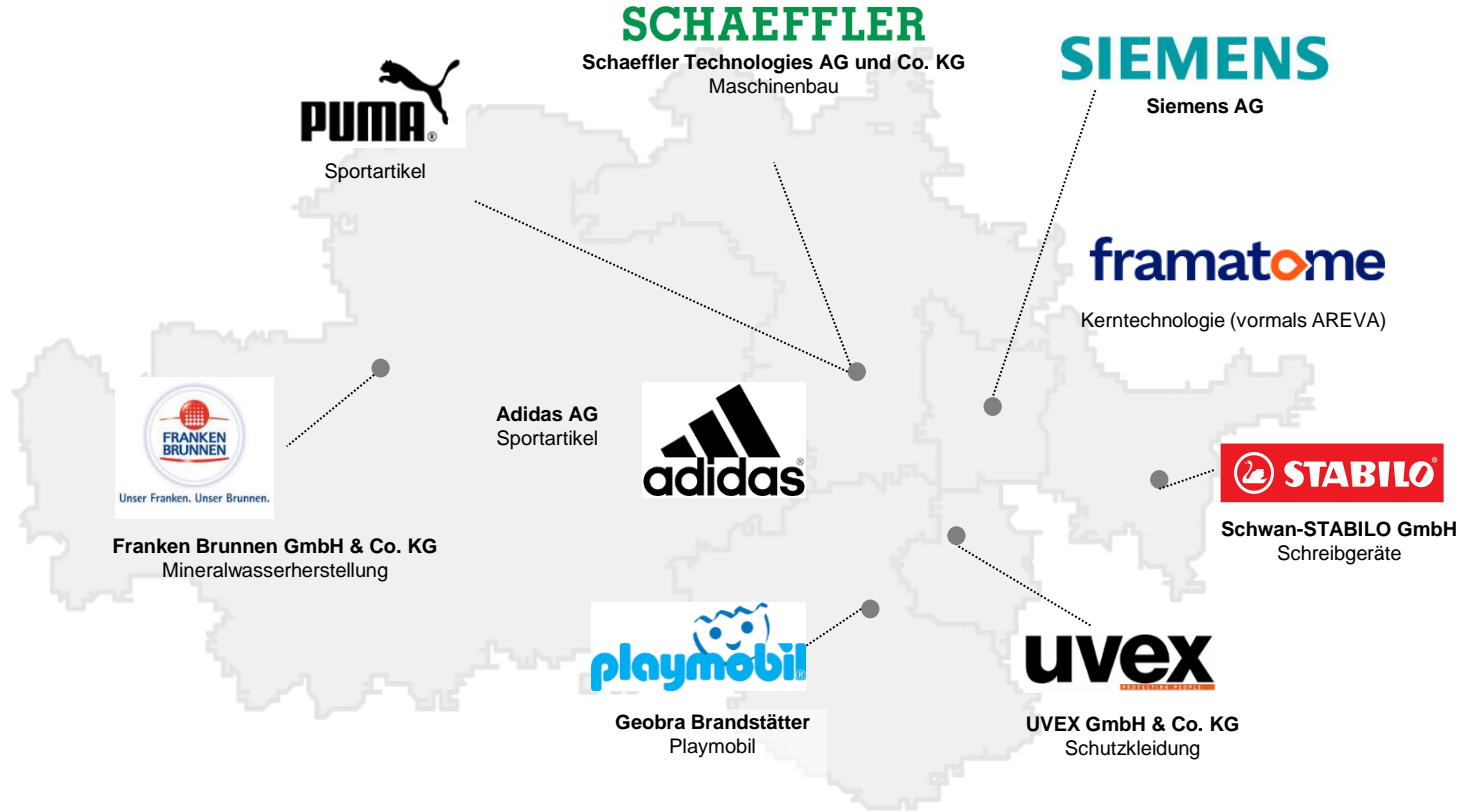 SCHAEFFLER
Schaeffler Technologies AG und Co. KG
Maschinenbau
SIEMENS
Siemens AG
PUMA®
Sportartikel
framatome
Kerntechnologie (vormals AREVA)
FRANKEN
BRUNNEN
Unser Franken. Unser Brunnen.
Franken Brunnen GmbH & Co. KG
Mineralwasserherstellung
Adidas AG
Sportartikel
adidas®
STABILO®
Schwan-STABILO GmbH
Schreibgeräte
playmobil®
Geobra Brandstätter
Playmobil
uvex
PROTECTING PEOPLE
UVEX GmbH & Co. KG
Schutzkleidung